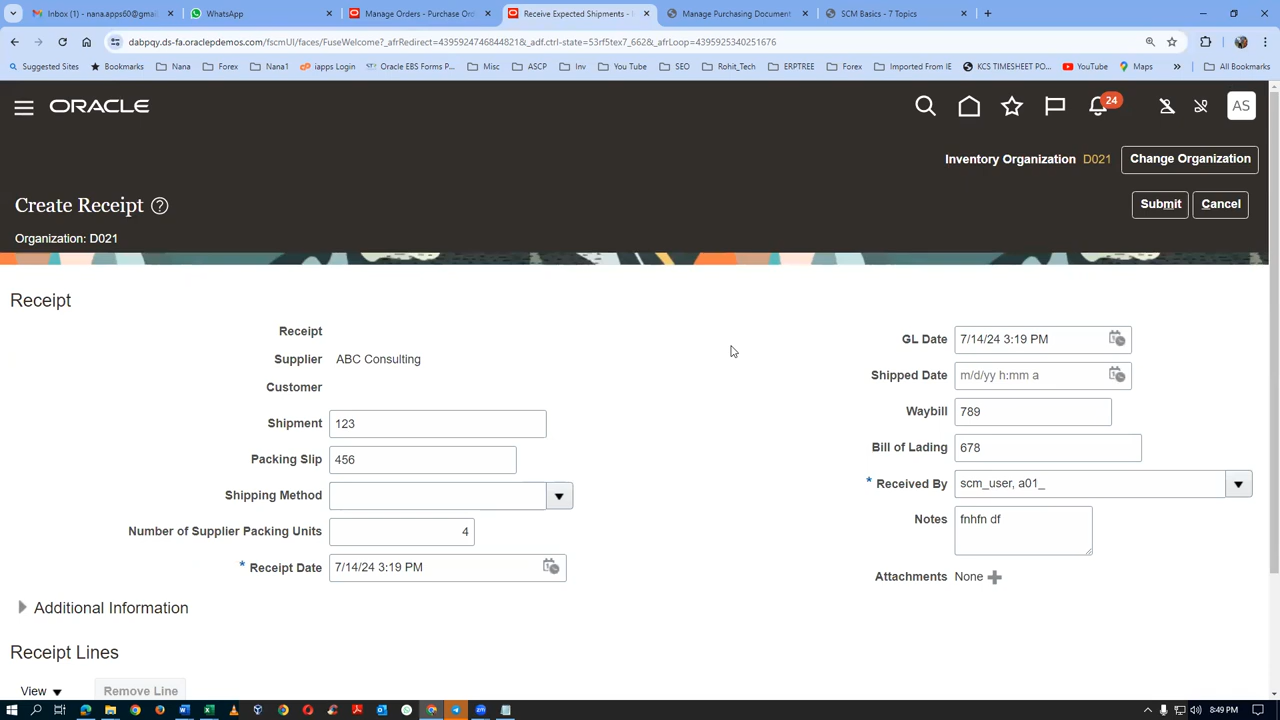 Inbox (1) - nana.apps60@gmail
WhatsApp
Manage Orders - Purchase Ord
Receive Expected Shipments -
Manage Purchasing Document
SCM Basics - 7 Topics
dabpqy.ds-fa.oraclepdemos.com/fscmUI/faces/FuseWelcome?_afrRedirect=4395924746844821&_adf.ctrl-state=53rf5tex7_662&_afrLoop=4395925340251676
Suggested Sites
Bookmarks
Nana
Forex
Nana1
iapps Login
Oracle EBS Forms P...
Misc
ASCP
Inv
You Tube
SEO
Rohit_Tech
ERPTREE
Forex
Imported From IE
KCS TIMESHEET PO...
YouTube
Maps
»
All Bookmarks
ORACLE
24
AS
Inventory Organization D021 Change Organization
Create Receipt ?
Submit Cancel
Organization: D021
Receipt
Receipt
Supplier ABC Consulting
Customer
Shipment 123
Packing Slip 456
Shipping Method
Number of Supplier Packing Units 4
* Receipt Date 7/14/24 3:19 PM
GL Date 7/14/24 3:19 PM
Shipped Date m/d/yy h:mm a
Waybill 789
Bill of Lading 678
* Received By scm_user, a01_
Notes fnhfn df
Attachments None
Additional Information
Receipt Lines
View Remove Line
8:49 PM